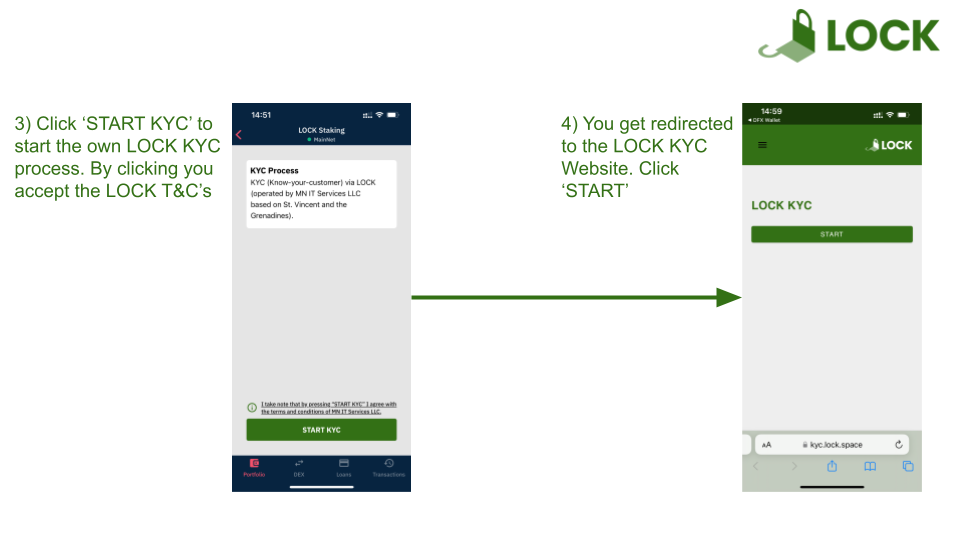 LOCK
3) Click ‘START KYC’ to
start the own LOCK KYC
process. By clicking you
accept the LOCK T&C’s
14:51
LOCK Staking
MainNet
KYC Process
KYC (Know-your-customer) via LOCK
(operated by MN IT Services LLC
based on St. Vincent and the
Grenadines).
I take note that by pressing "START KYC" I agree with
the terms and conditions of MN IT Services LLC.
START KYC
Portfolio DEX Loans Transactions
4) You get redirected
to the LOCK KYC
Website. Click
‘START’
14:59
◄ DFX Wallet
LOCK
LOCK KYC
START
AA kyc.lock.space